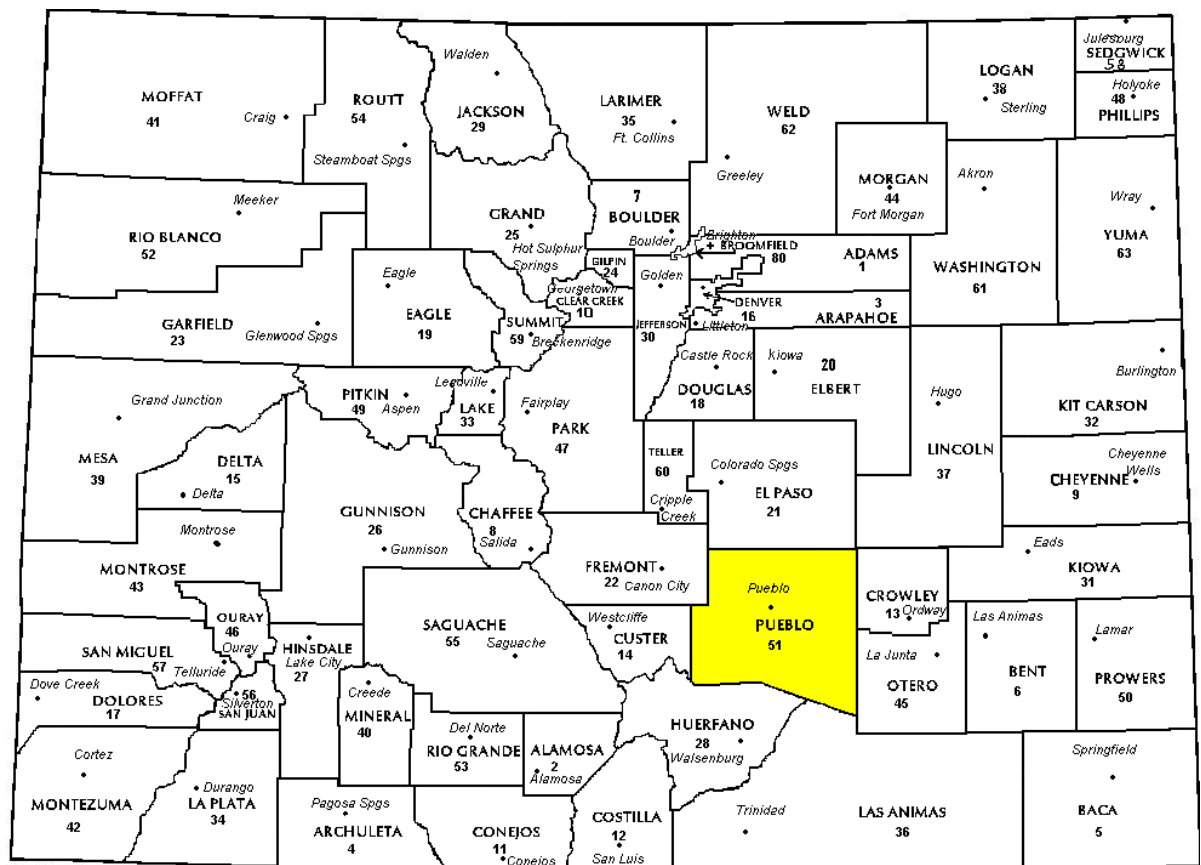 Walden
JACKSON
29
MOFFAT
41
Craig
ROUTT
54
Steamboat Spgs
LARIMER
35
Ft. Collins
WELD
62
Greeley
LOGAN
38
Sterling
Julesburg
SEDGWICK
58
Holyoke
48
PHILLIPS
MORGAN
44
Fort Morgan
Akron
WASHINGTON
61
Wray
YUMA
63
Meeker
RIO BLANCO
52
GRAND
25
Hot Sulphur
Springs
7
BOULDER
Boulder
Brighton
+ BROOMFIELD
80
ADAMS
1
GILPIN
24
Golden
JEFFERSON
30
Georgetown
CLEAR CREEK
10
DENVER
16
Littleton
3
ARAPAHOE
GARFIELD
23
Glenwood Spgs
Eagle
EAGLE
19
SUMMIT
59
Breckenridge
Castle Rock
DOUGLAS
18
kiowa
20
ELBERT
Hugo
LINCOLN
37
Burlington
KIT CARSON
32
Grand Junction
MESA
39
PITKIN
49
Aspen
Leadville
LAKE
33
Fairplay
PARK
47
TELLER
60
Cripple
Creek
Colorado Spgs
EL PASO
21
Cheyenne
Wells
CHEYENNE
9
DELTA
15
Delta
GUNNISON
26
Gunnison
CHAFFEE
8
Salida
FREMONT
22
Canon City
Montrose
MONTROSE
43
Pueblo
PUEBLO
51
CROWLEY
13
Ordway
Eads
KIOWA
31
OURAY
46
Ouray
SAN MIGUEL
57
Telluride
HINSDALE
Lake City
27
SAGUACHE
55
Saguache
Westcliffe
CUSTER
14
La Junta
OTERO
45
Las Animas
BENT
6
Lamar
PROWERS
50
Dove Creek
DOLORES
17
56
Silverton
SAN JUAN
Creede
MINERAL
40
Del Norte
RIO GRANDE
53
ALAMOSA
2
Alamosa
HUERFANO
28
Walsenburg
Cortez
MONTEZUMA
42
Durango
LA PLATA
34
Pagosa Spgs
ARCHULETA
4
CONEJOS
11
Conejos
COSTILLA
12
San Luis
Trinidad
LAS ANIMAS
36
Springfield
BACA
5